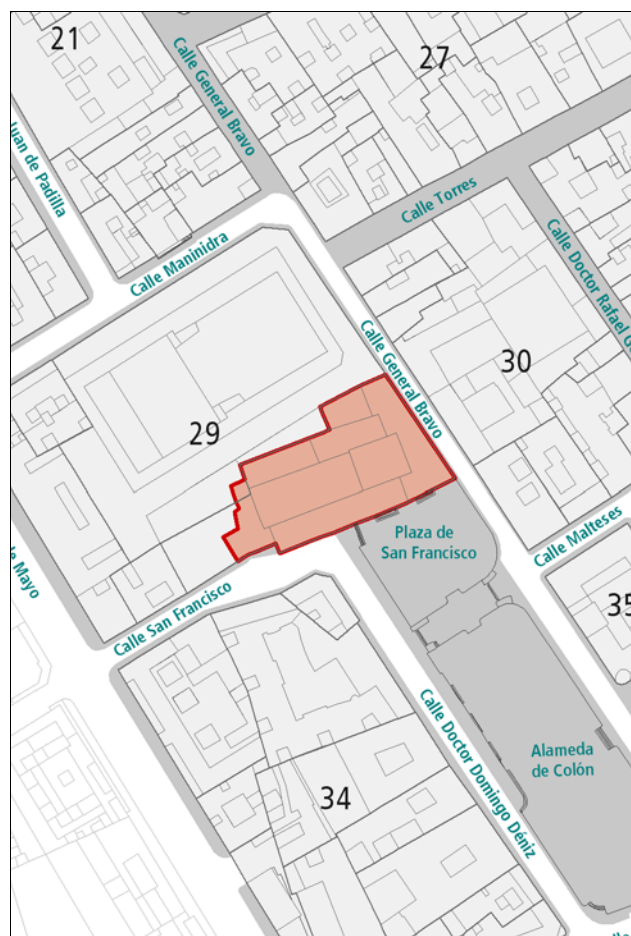 21
Calle General Bravo
27
Juan de Padilla
Calle Torres
Calle Maninidra
Calle Doctor Rafael G
Calle General Bravo
30
29
Plaza de
San Francisco
Calle Malteses
de Mayo
35
Calle San Francisco
Calle Doctor Domingo Déniz
Alameda
de Colón
34